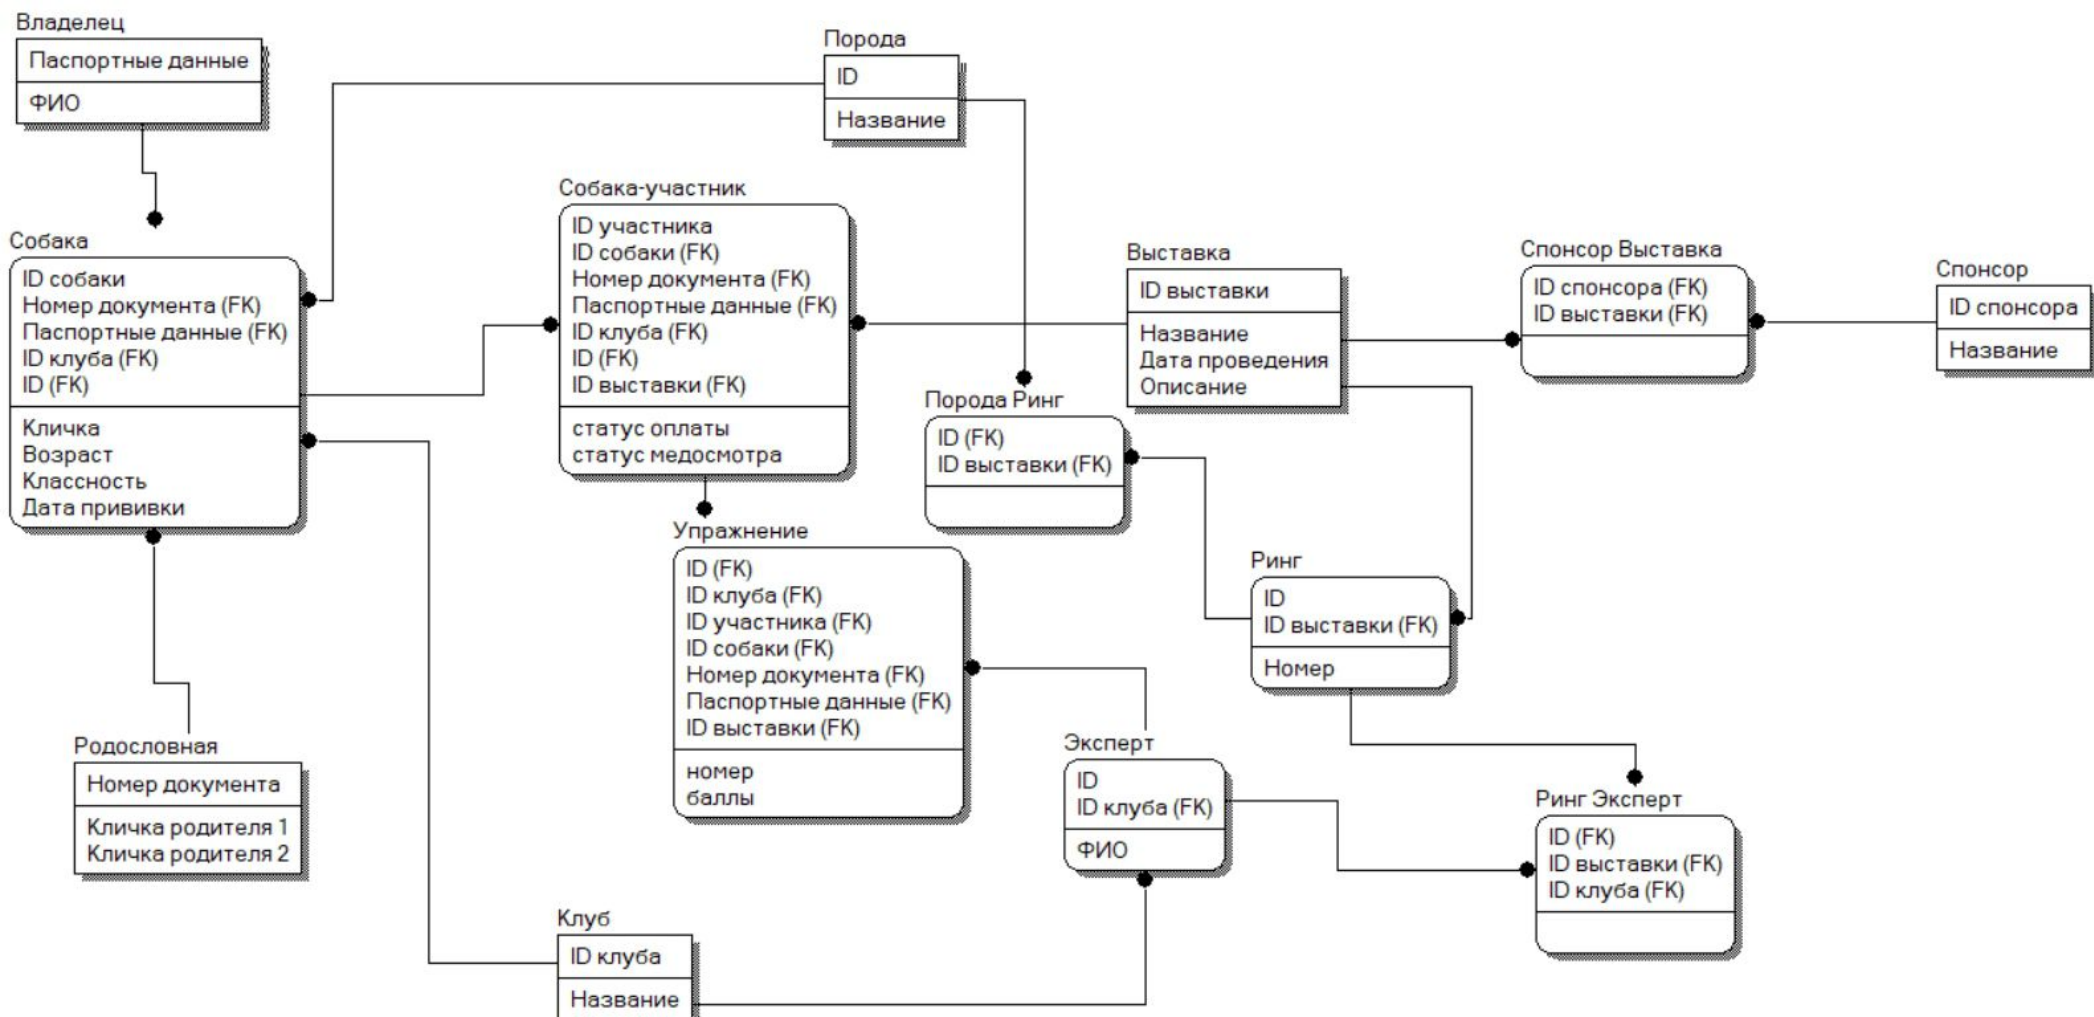 Владелец
Паспортные данные
ФИО
Порода
ID
Название
Собака-участник
ID участника
ID собаки (FK)
Номер документа (FK)
Паспортные данные (FK)
ID клуба (FK)
ID (FK)
ID выставки (FK)
статус оплаты
статус медосмотра
Собака
ID собаки
Номер документа (FK)
Паспортные данные (FK)
ID клуба (FK)
ID (FK)
Кличка
Возраст
Классность
Дата прививки
Выставка
ID выставки
Название
Дата проведения
Описание
Спонсор Выставка
ID спонсора (FK)
ID выставки (FK)
Спонсор
ID спонсора
Название
Порода Ринг
ID (FK)
ID выставки (FK)
Упражнение
ID (FK)
ID клуба (FK)
ID участника (FK)
ID собаки (FK)
Номер документа (FK)
Паспортные данные (FK)
ID выставки (FK)
номер
баллы
Ринг
ID
ID выставки (FK)
Номер
Родословная
Номер документа
Кличка родителя 1
Кличка родителя 2
Эксперт
ID
ID клуба (FK)
ФИО
Ринг Эксперт
ID (FK)
ID выставки (FK)
ID клуба (FK)
Клуб
ID клуба
Название